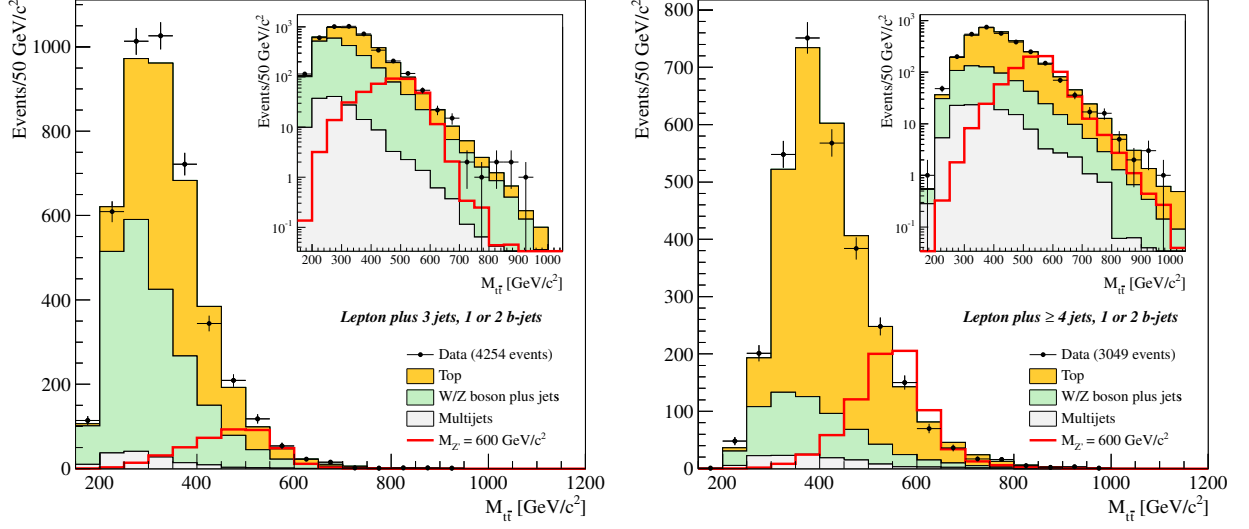 Events/50 GeV/c²
1000
800
600
400
200
0
200 400 600 800 1000 1200
M_tt̄ [GeV/c²]
Events/50 GeV/c²
10³
10²
10
1
10⁻¹
200 300 400 500 600 700 800 900 1000
M_tt̄ [GeV/c²]
Lepton plus 3 jets, 1 or 2 b-jets
Data (4254 events)
Top
W/Z boson plus jets
Multijets
M_Z' = 600 GeV/c²
Events/50 GeV/c²
800
700
600
500
400
300
200
100
0
200 400 600 800 1000 1200
M_tt̄ [GeV/c²]
Events/50 GeV/c²
10³
10²
10
1
10⁻¹
200 300 400 500 600 700 800 900 1000
M_tt̄ [GeV/c²]
Lepton plus ≥ 4 jets, 1 or 2 b-jets
Data (3049 events)
Top
W/Z boson plus jets
Multijets
M_Z' = 600 GeV/c²